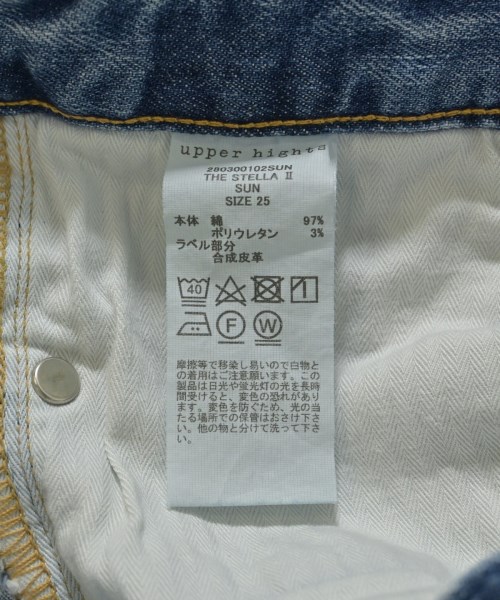 upper hights
280300102SUN
THE STELLA Ⅱ
SUN
SIZE 25
本体 綿 97%
ポリウレタン 3%
ラベル部分
合成皮革
40
F W
摩擦等で移染し易いので白物と
の着用はご注意願います。この
製品は日光や蛍光灯の光を長時
間受けると、変色の恐れがあり
ます。変色を防ぐため、光の当
たる場所での保管はおさけ下さ
い。他の物と分けて洗って下さ
い。